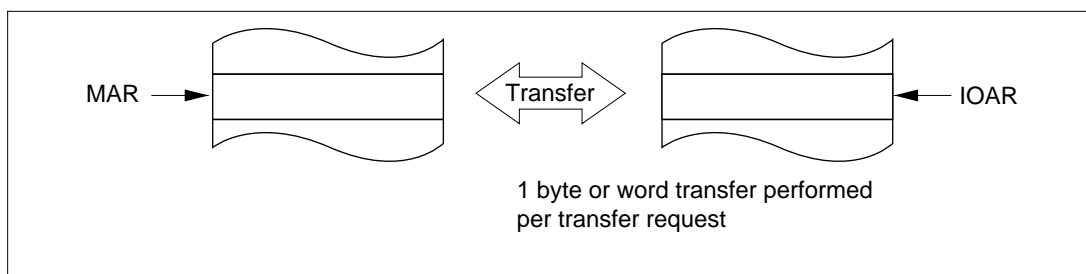 MAR
Transfer
IOAR
1 byte or word transfer performed
per transfer request